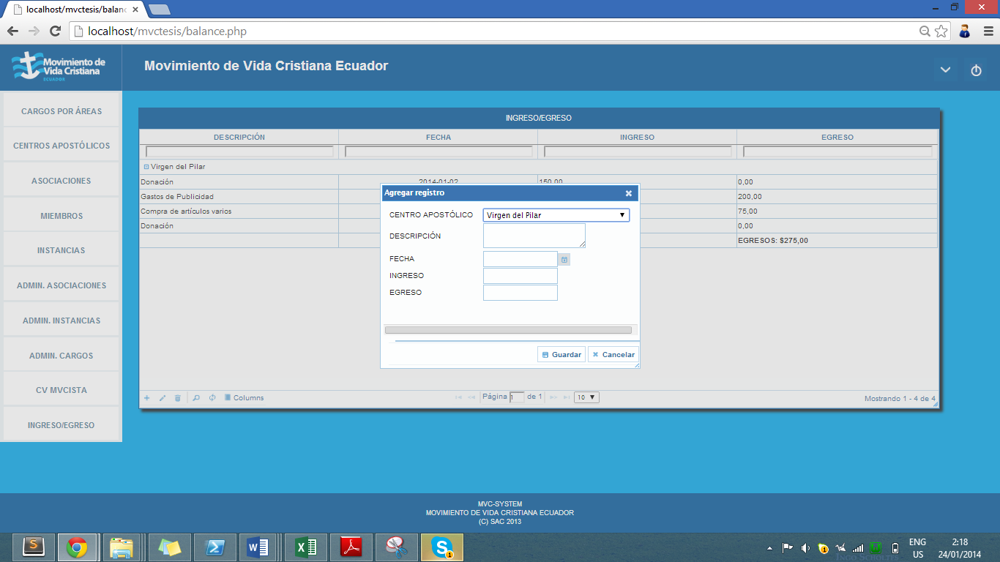 localhost/mvctesis/balanc
localhost/mvctesis/balance.php
Movimiento de
Vida Cristiana
ECUADOR
Movimiento de Vida Cristiana Ecuador
CARGOS POR ÁREAS
CENTROS APOSTÓLICOS
ASOCIACIONES
MIEMBROS
INSTANCIAS
ADMIN. ASOCIACIONES
ADMIN. INSTANCIAS
ADMIN. CARGOS
CV MVCISTA
INGRESO/EGRESO
INGRESO/EGRESO
DESCRIPCIÓN FECHA INGRESO EGRESO
Virgen del Pilar
Donación 2014-01-02 150,00 0,00
Gastos de Publicidad 200,00
Compra de artículos varios 75,00
Donación 0,00
EGRESOS: $275,00
Agregar registro
CENTRO APOSTÓLICO Virgen del Pilar
DESCRIPCIÓN
FECHA
INGRESO
EGRESO
Guardar Cancelar
Columns Página 1 de 1 10 Mostrando 1 - 4 de 4
MVC-SYSTEM
MOVIMIENTO DE VIDA CRISTIANA ECUADOR
(C) SAC 2013
ENG 2:18
US 24/01/2014